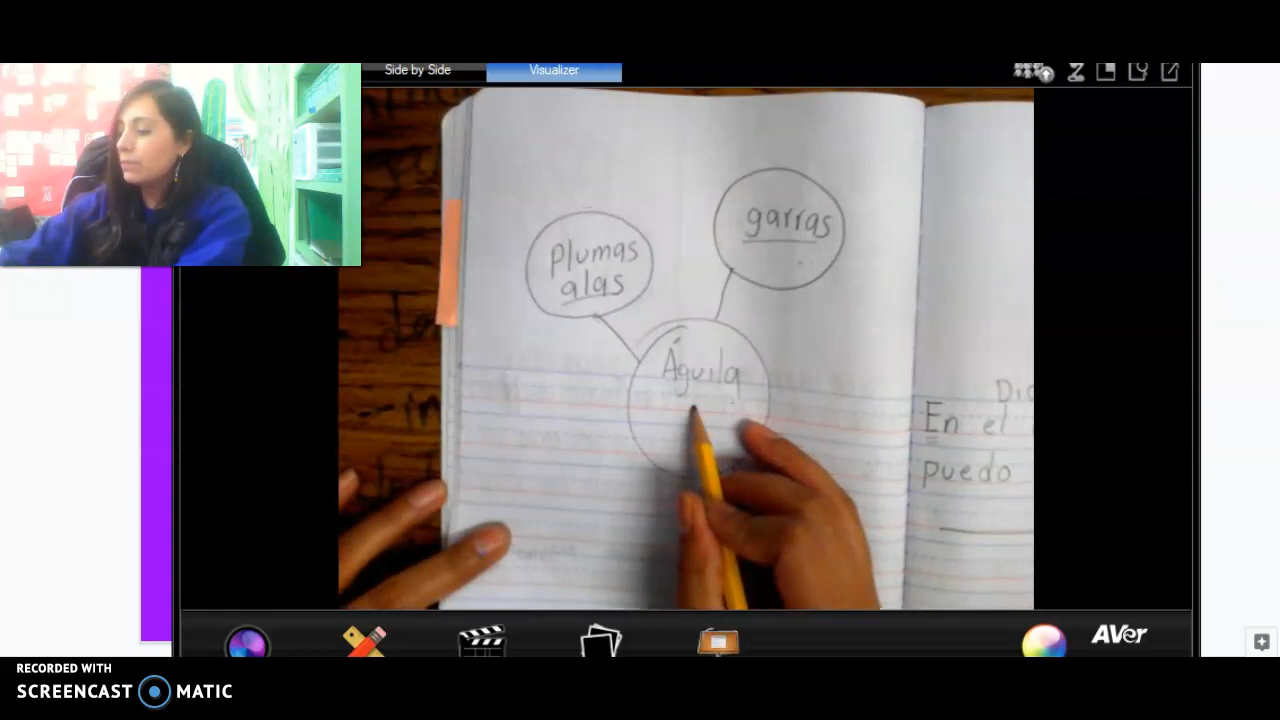 Side by Side
Visualizer
garras
Plumas
alas
Águila
En el
puedo
AVer
RECORDED WITH
SCREENCAST MATIC